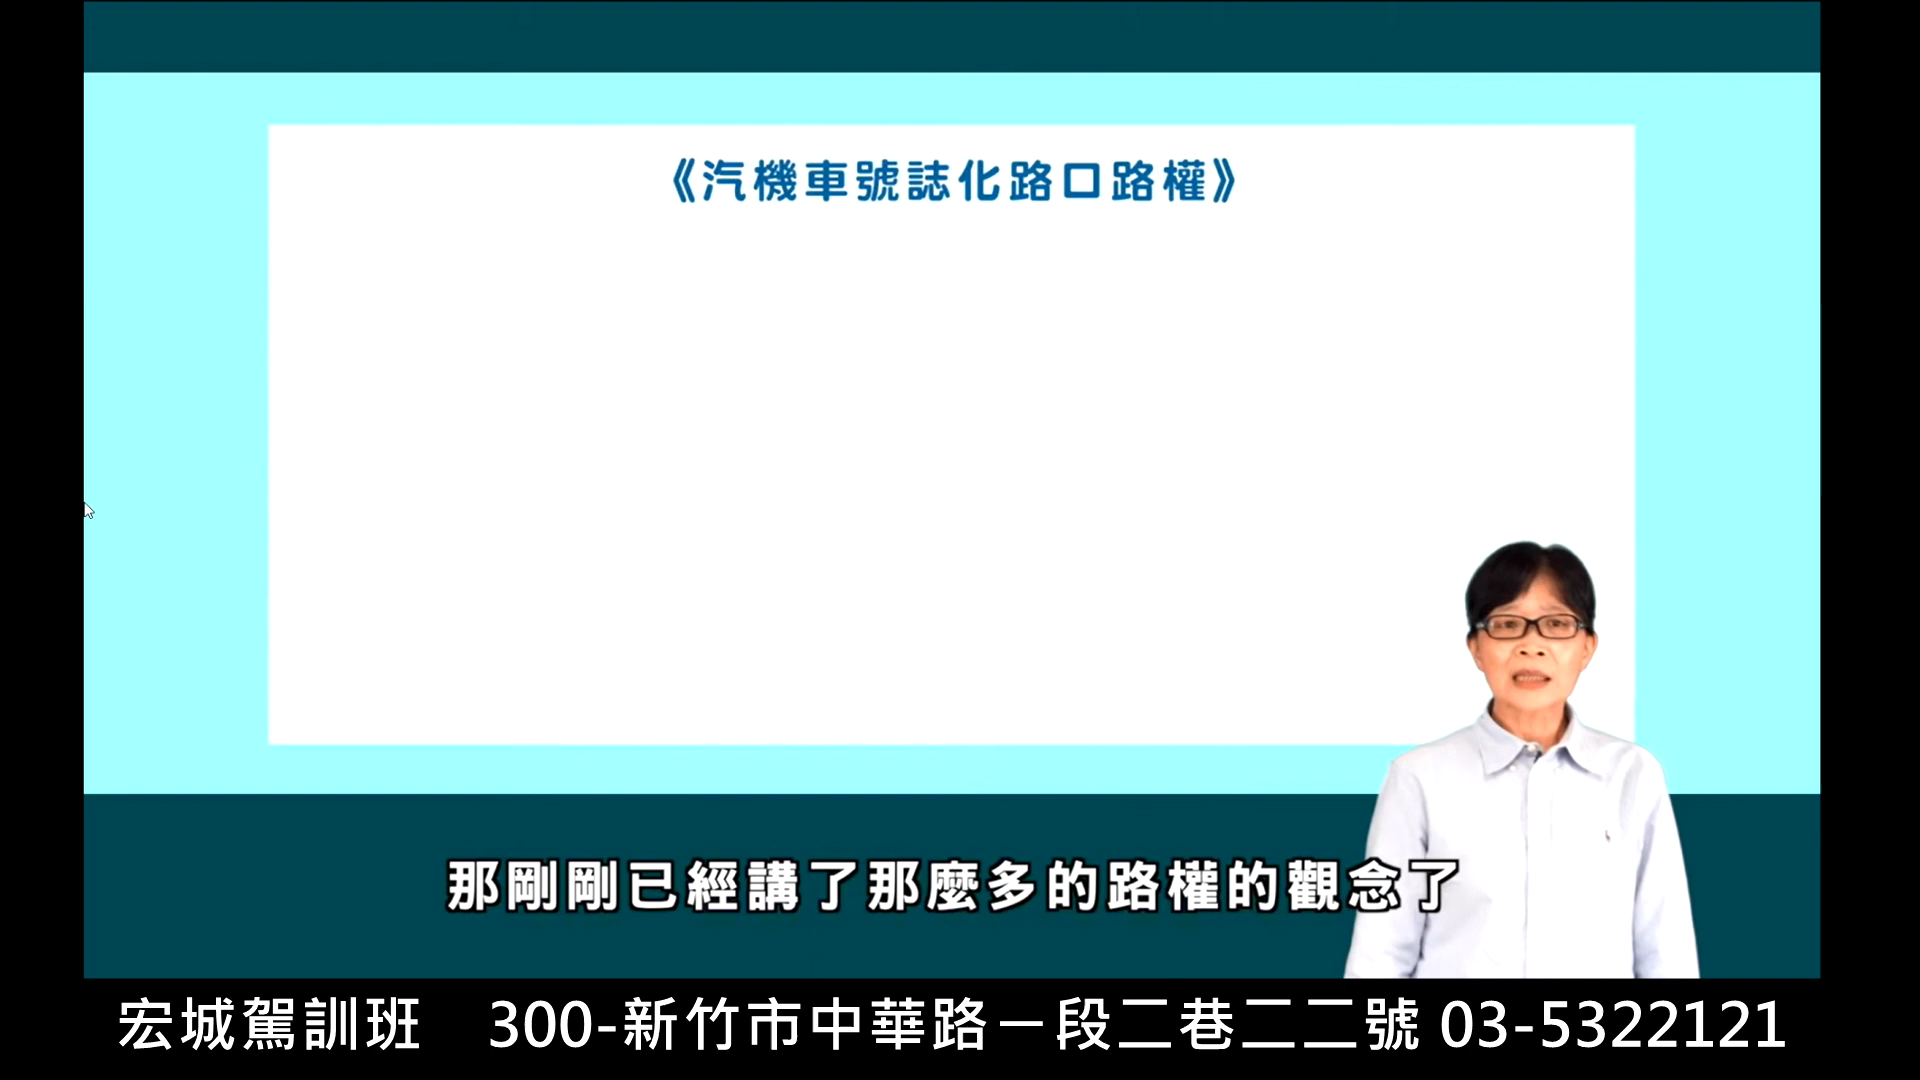 《汽機車號誌化路口路權》
那剛剛已經講了那麼多的路權的觀念了
宏城駕訓班 300-新竹市中華路一段二巷二二號 03-5322121